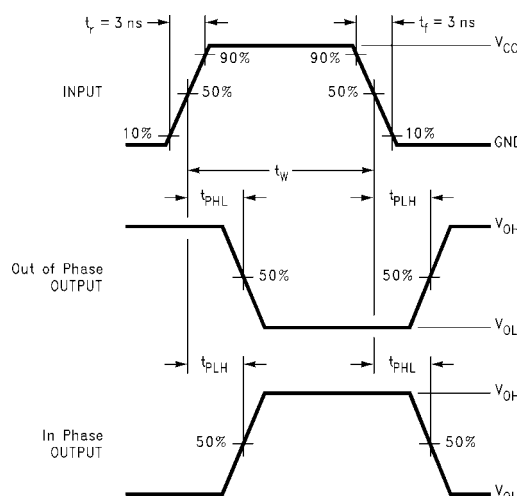 t_r = 3 ns
t_f = 3 ns
V_CC
90%
90%
INPUT
50%
50%
10%
10%
GND
t_W
t_PHL
t_PLH
V_OH
Out of Phase
OUTPUT
50%
50%
V_OL
t_PLH
t_PHL
V_OH
In Phase
OUTPUT
50%
50%
V_OL